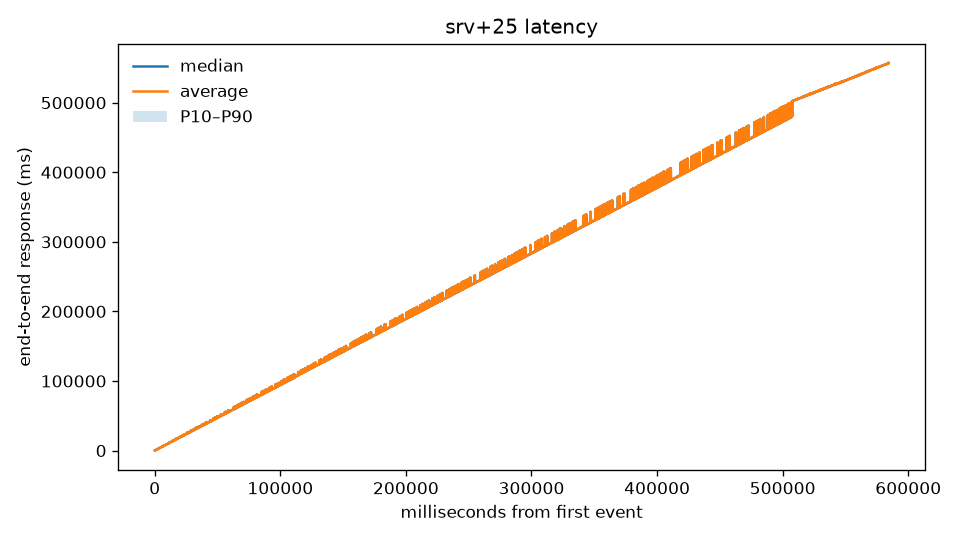 srv+25 latency
median
average
P10–P90
end-to-end response (ms)
500000
400000
300000
200000
100000
0
0 100000 200000 300000 400000 500000 600000
milliseconds from first event